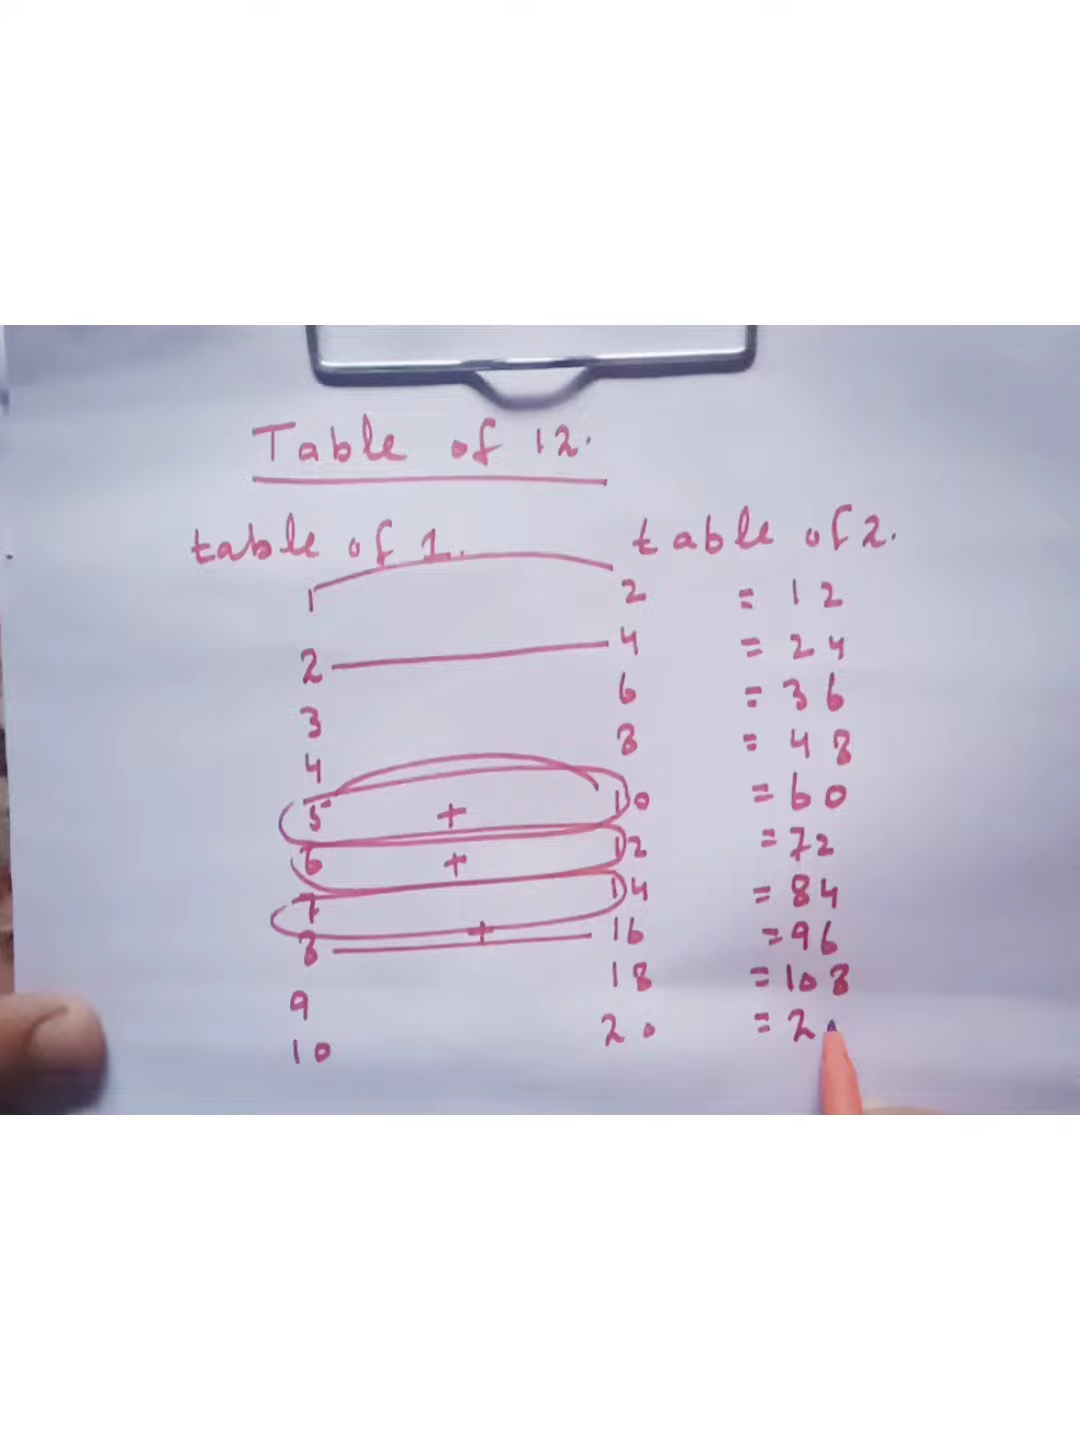 Table of 12.
table of 1. table of 2.
1 2 = 12
2 4 = 24
3 6 = 36
4 8 = 48
5 + 10 = 60
6 + 12 = 72
7 14 = 84
8 + 16 = 96
9 18 = 108
10 20 = 2